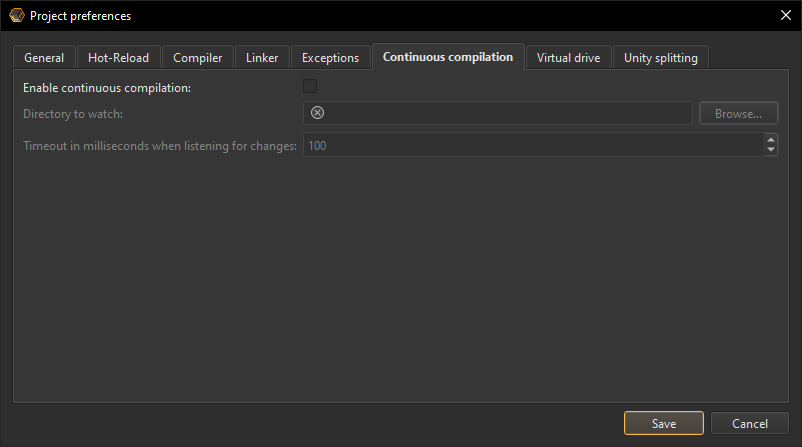 Project preferences
General Hot-Reload Compiler Linker Exceptions Continuous compilation Virtual drive Unity splitting
Enable continuous compilation:
Directory to watch: Browse...
Timeout in milliseconds when listening for changes: 100
Save Cancel